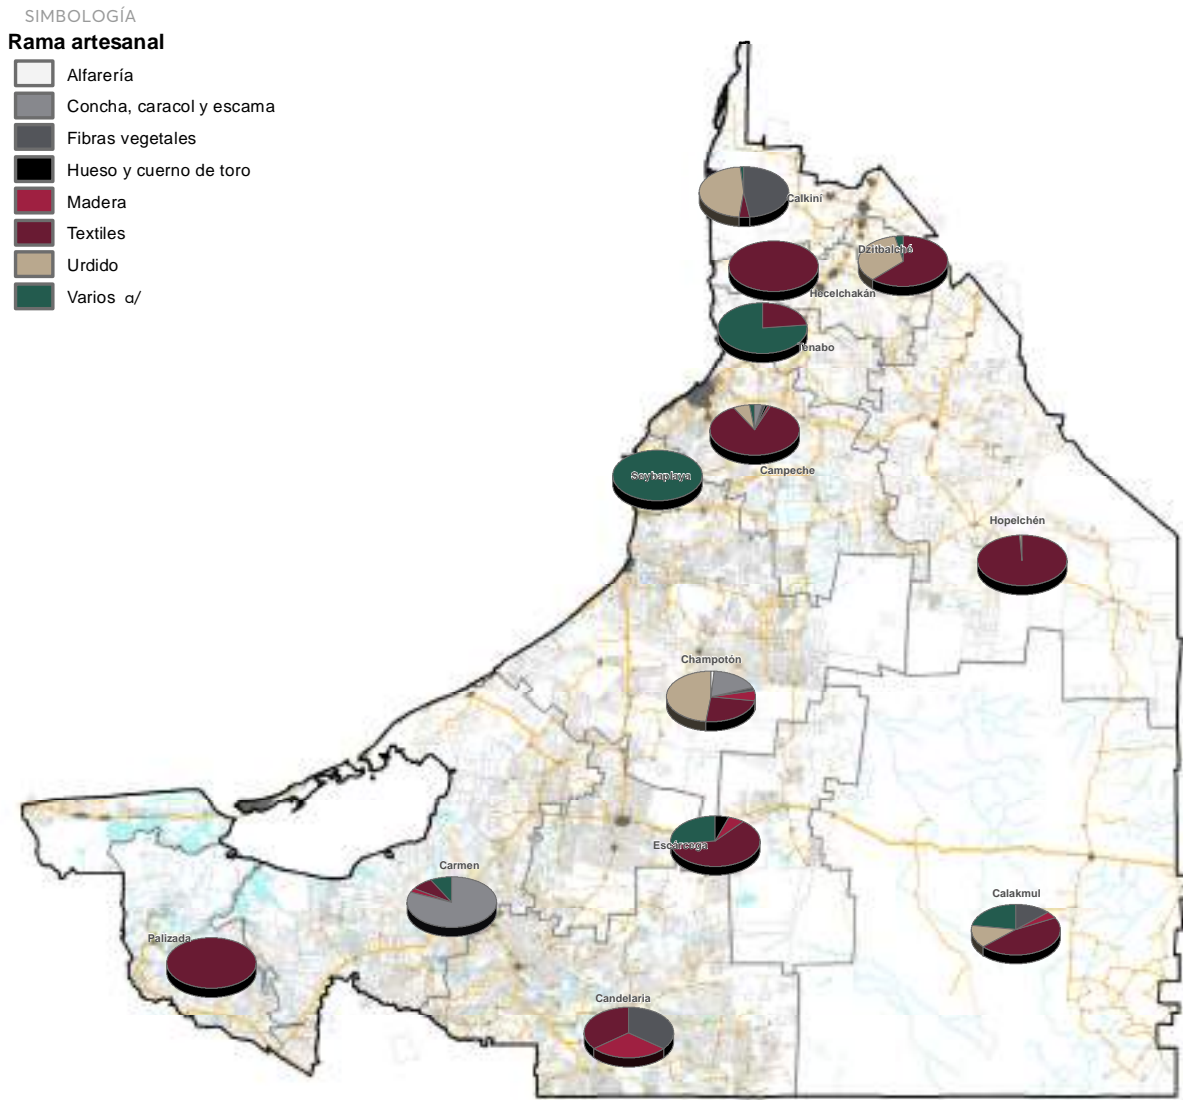 SIMBOLOGÍA
Rama artesanal
Alfarería
Concha, caracol y escama
Fibras vegetales
Hueso y cuerno de toro
Madera
Textiles
Urdido
Varios a/
Calkiní
Dzitbalché
Hecelchakán
Tenabo
Campeche
Seybaplaya
Hopelchén
Champotón
Escárcega
Carmen
Calakmul
Palizada
Candelaria